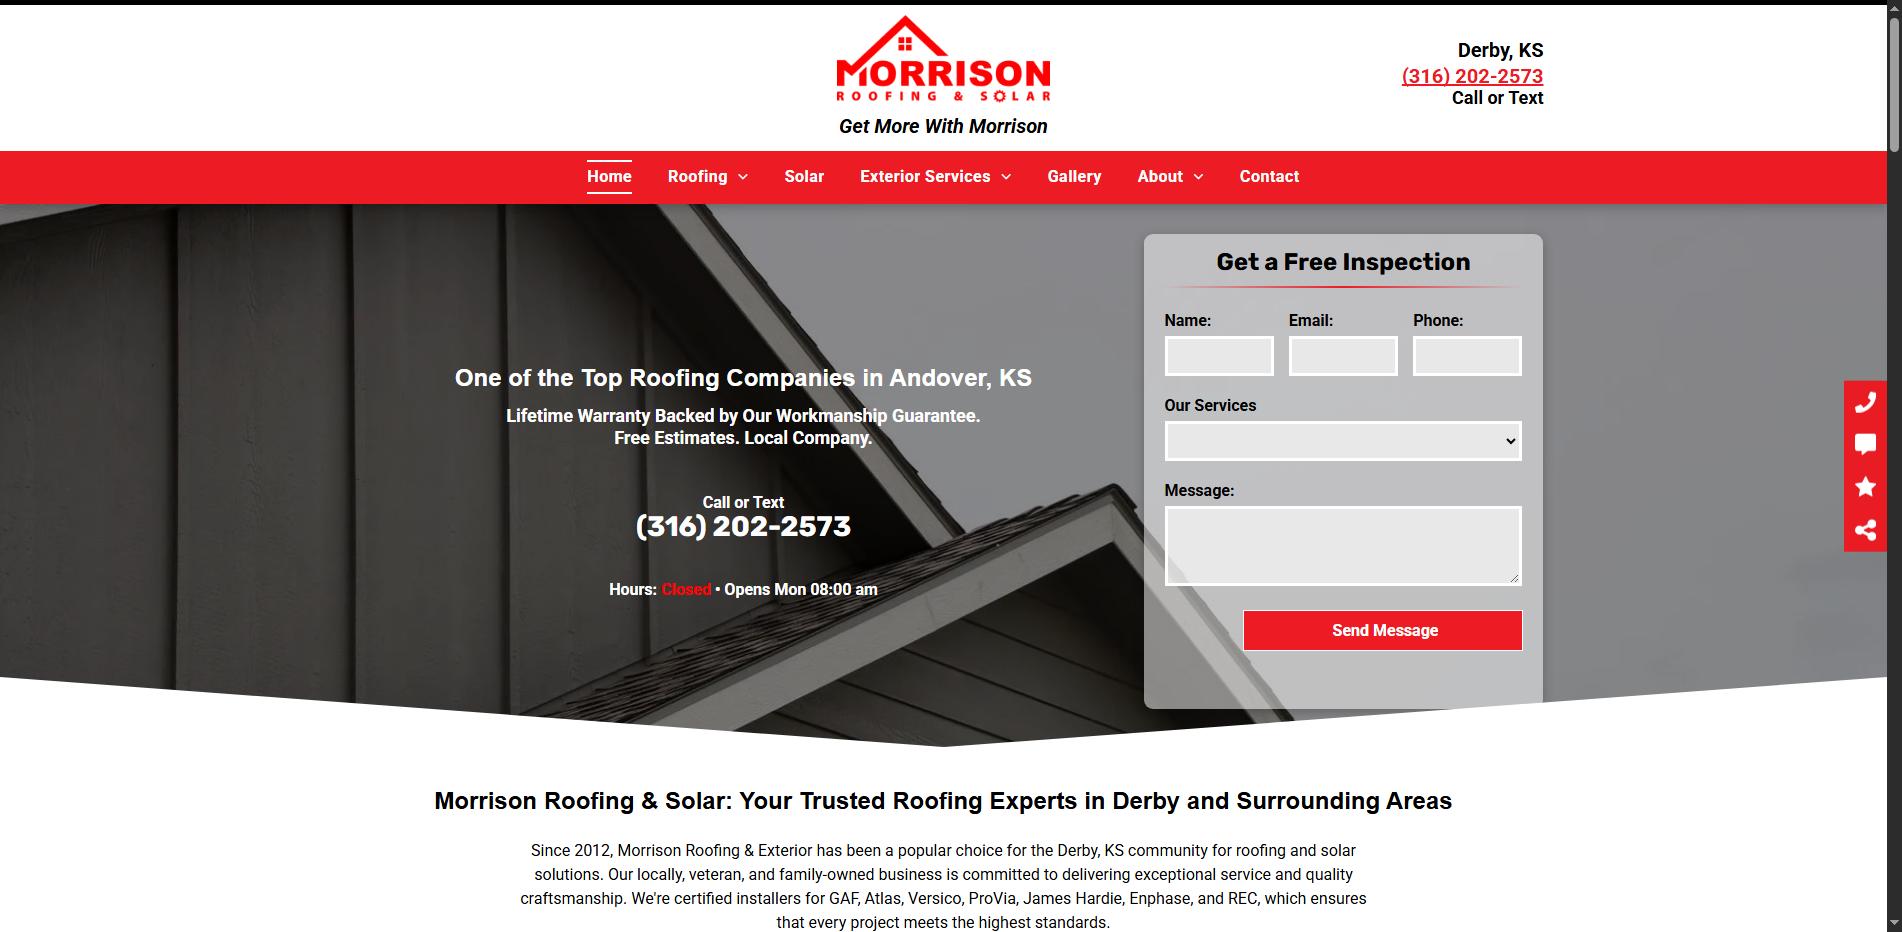 MORRISON
ROOFING & SOLAR
Get More With Morrison
Derby, KS
(316) 202-2573
Call or Text
Home Roofing Solar Exterior Services Gallery About Contact
One of the Top Roofing Companies in Andover, KS
Lifetime Warranty Backed by Our Workmanship Guarantee.
Free Estimates. Local Company.
Call or Text
(316) 202-2573
Hours: Closed • Opens Mon 08:00 am
Get a Free Inspection
Name: Email: Phone:
Our Services
Message:
Send Message
Morrison Roofing & Solar: Your Trusted Roofing Experts in Derby and Surrounding Areas
Since 2012, Morrison Roofing & Exterior has been a popular choice for the Derby, KS community for roofing and solar
solutions. Our locally, veteran, and family-owned business is committed to delivering exceptional service and quality
craftsmanship. We're certified installers for GAF, Atlas, Versico, ProVia, James Hardie, Enphase, and REC, which ensures
that every project meets the highest standards.